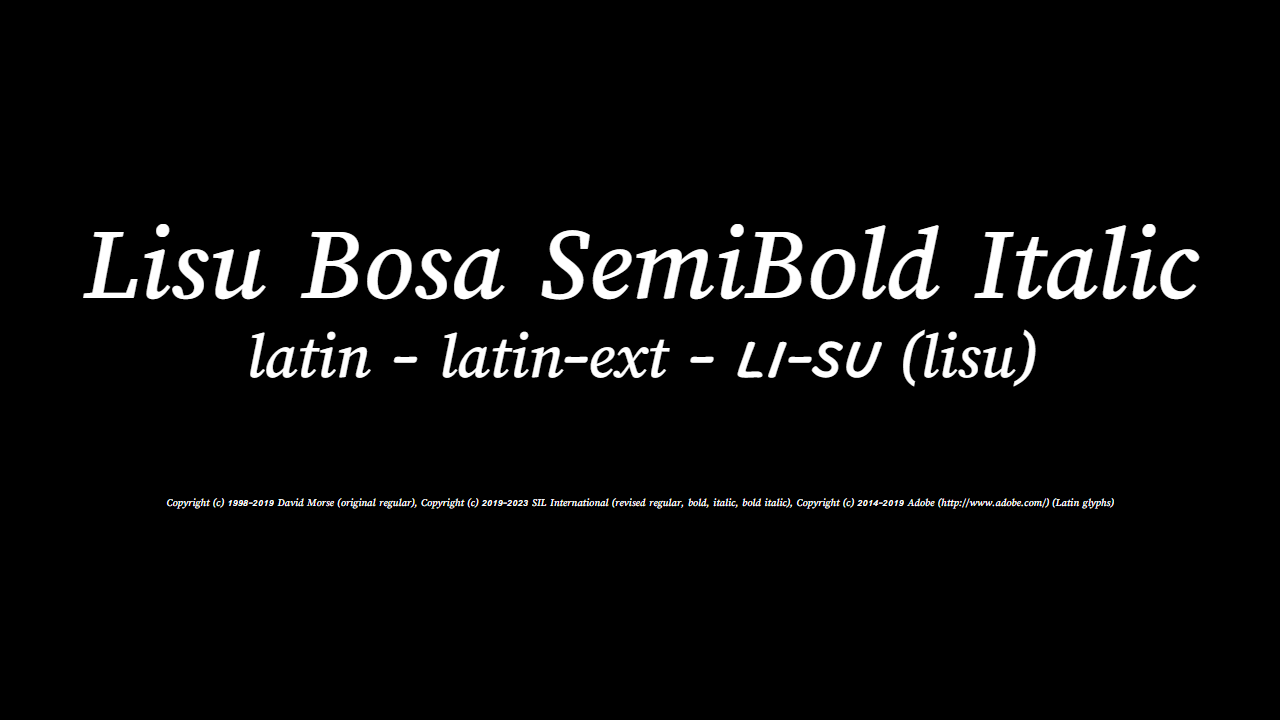 Lisu Bosa SemiBold Italic
latin - latin-ext - ꓡꓲ-ꓢꓴ (lisu)
Copyright (c) 1998-2019 David Morse (original regular), Copyright (c) 2019-2023 SIL International (revised regular, bold, italic, bold italic), Copyright (c) 2014-2019 Adobe (http://www.adobe.com/) (Latin glyphs)